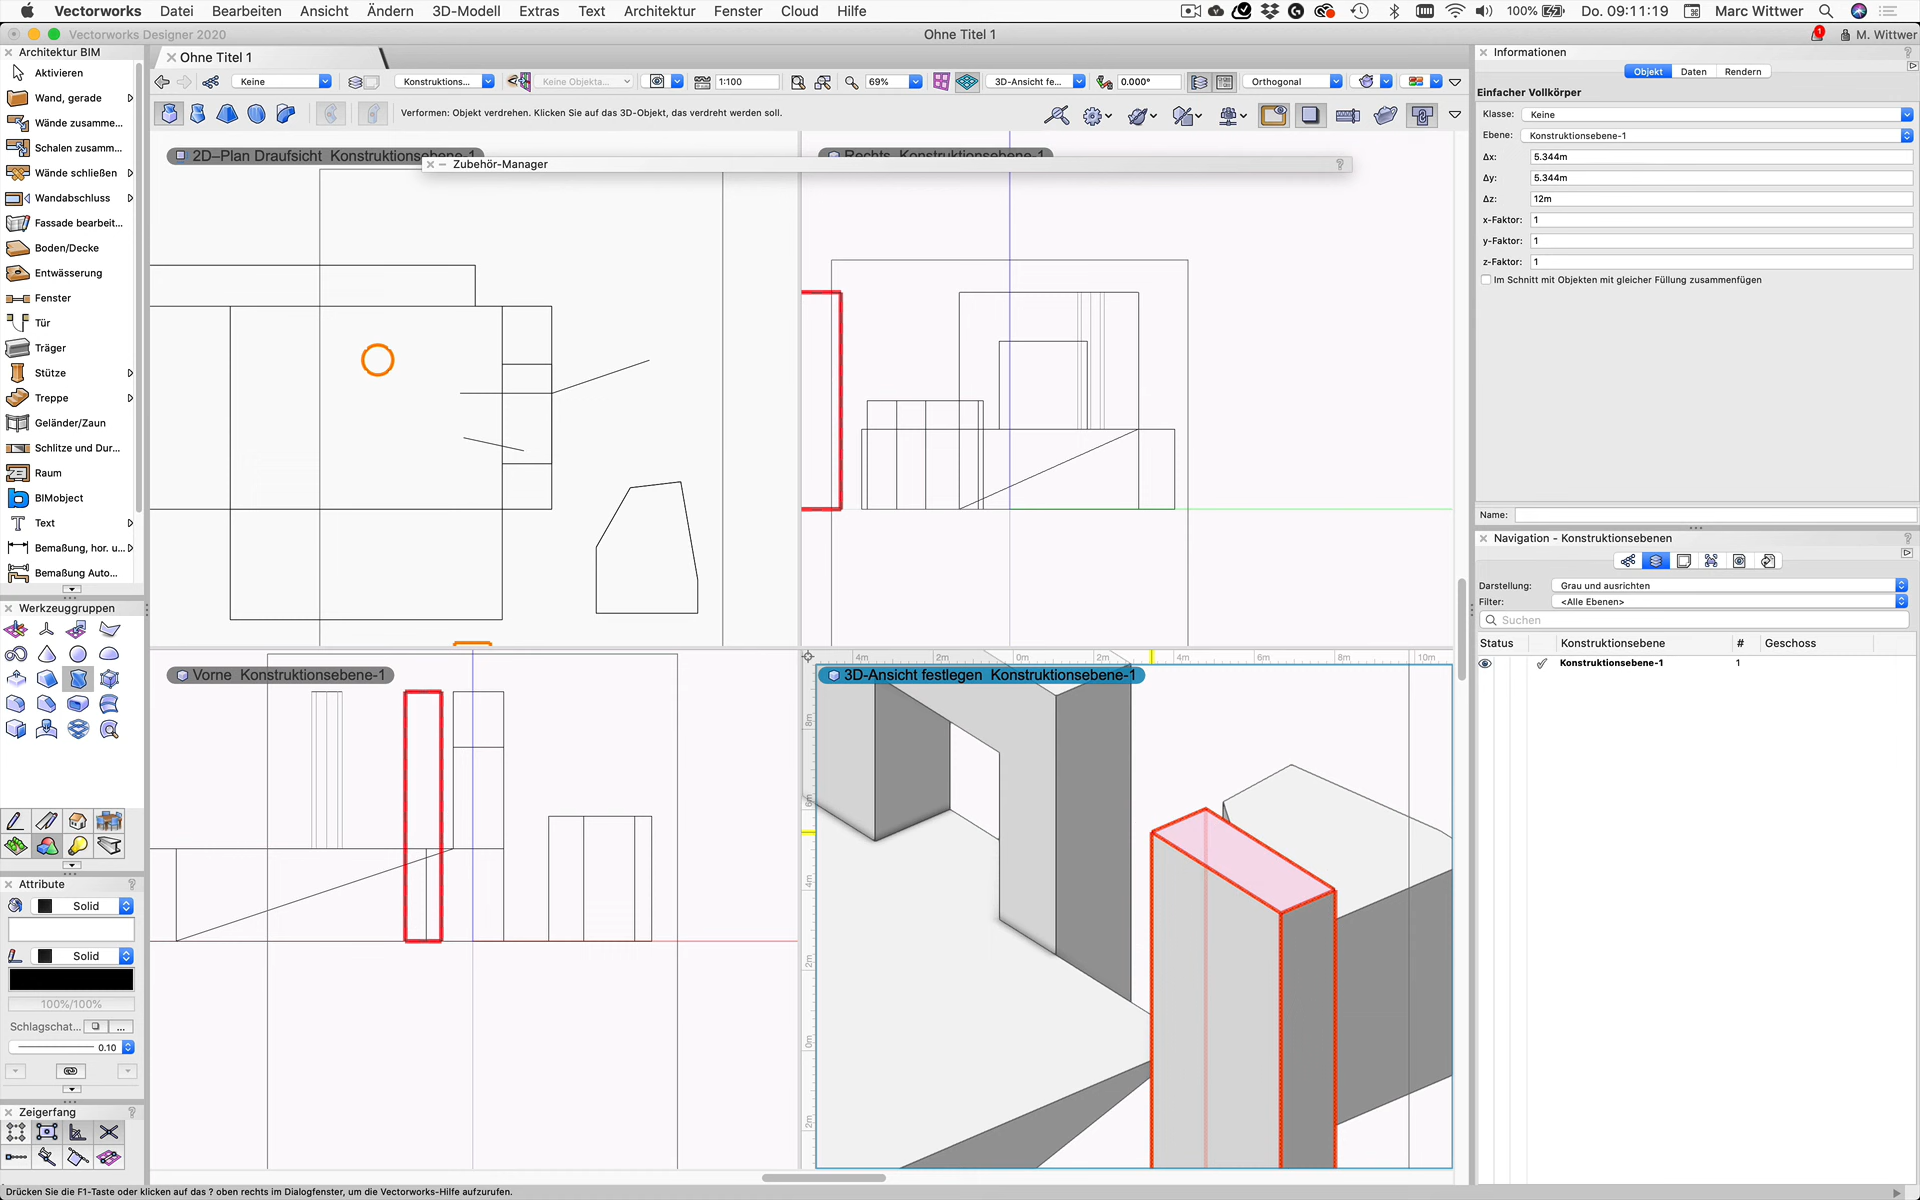 Vectorworks Datei Bearbeiten Ansicht Ändern 3D-Modell Extras Text Architektur Fenster Cloud Hilfe 100% Do. 09:11:19 Marc Wittwer
Vectorworks Designer 2020 Ohne Titel 1 1 M. Wittwer
Architektur BIM
Aktivieren
Wand, gerade
Wände zusamme...
Schalen zusamm...
Wände schließen
Wandabschluss
Fassade bearbeit...
Boden/Decke
Entwässerung
Fenster
Tür
Träger
Stütze
Treppe
Geländer/Zaun
Schlitze und Dur...
Raum
BIMobject
Text
Bemaßung, hor. u...
Bemaßung Auto...
Werkzeuggruppen
Attribute ?
Solid
Solid
100%/100%
Schlagschat... ...
0.10
Zeigerfang ?
Ohne Titel 1
Keine Konstruktions... Keine Objekta... 1:100 69% 3D-Ansicht fe... 0.000° Orthogonal
Verformen: Objekt verdrehen. Klicken Sie auf das 3D-Objekt, das verdreht werden soll.
2D–Plan Draufsicht Konstruktionsebene-1
Rechts Konstruktionsebene-1
Zubehör-Manager ?
Vorne Konstruktionsebene-1
4m 2m 0m 2m 4m 6m 8m 10m
3D-Ansicht festlegen Konstruktionsebene-1
8m
6m
4m
2m
0m
2m
Informationen ?
Objekt Daten Rendern
Einfacher Vollkörper
Klasse: Keine
Ebene: Konstruktionsebene-1
Δx: 5.344m
Δy: 5.344m
Δz: 12m
x-Faktor: 1
y-Faktor: 1
z-Faktor: 1
Im Schnitt mit Objekten mit gleicher Füllung zusammenfügen
Name:
Navigation - Konstruktionsebenen ?
Darstellung: Grau und ausrichten
Filter: <Alle Ebenen>
Suchen
Status Konstruktionsebene # Geschoss
Konstruktionsebene-1 1
Drücken Sie die F1-Taste oder klicken auf das ? oben rechts im Dialogfenster, um die Vectorworks-Hilfe aufzurufen.